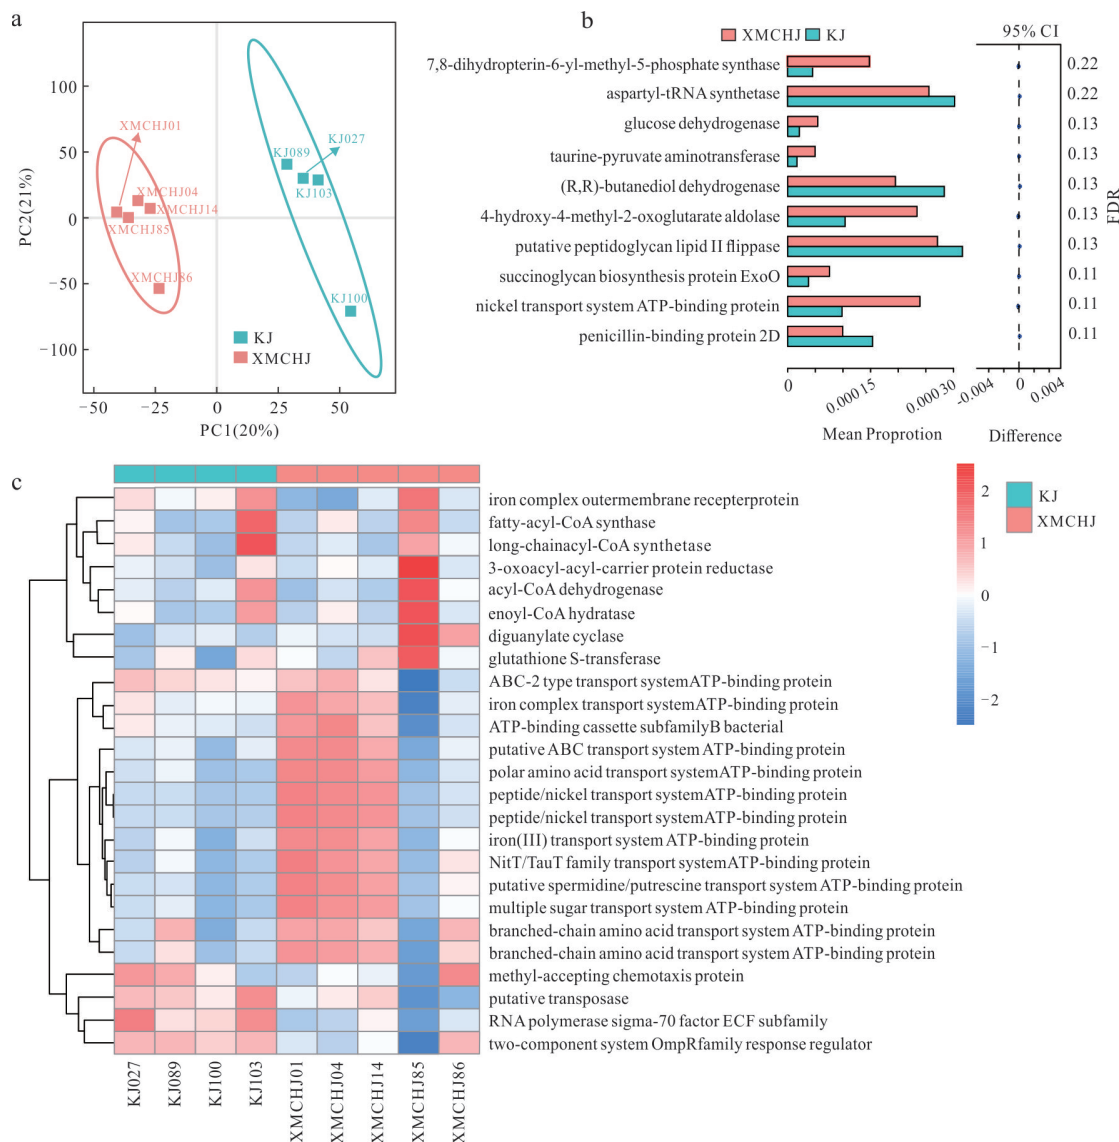 a
PC2(21%)
100
50
0
−50
−100
XMCHJ01
XMCHJ04
XMCHJ14
XMCHJ85
XMCHJ86
KJ089
KJ027
KJ103
KJ100
KJ
XMCHJ
−50
−25
0
25
50
PC1(20%)
b
XMCHJ
KJ
95% CI
7,8-dihydropterin-6-yl-methyl-5-phosphate synthase
0.22
aspartyl-tRNA synthetase
0.22
glucose dehydrogenase
0.13
taurine-pyruvate aminotransferase
0.13
(R,R)-butanediol dehydrogenase
0.13
4-hydroxy-4-methyl-2-oxoglutarate aldolase
0.13
putative peptidoglycan lipid II flippase
0.13
succinoglycan biosynthesis protein ExoO
0.11
nickel transport system ATP-binding protein
0.11
penicillin-binding protein 2D
0.11
FDR
0
0.000 15
0.000 30
-0.004
0
0.004
Mean Proprotion
Difference
c
iron complex outermembrane recepterprotein
fatty-acyl-CoA synthase
long-chainacyl-CoA synthetase
3-oxoacyl-acyl-carrier protein reductase
acyl-CoA dehydrogenase
enoyl-CoA hydratase
diguanylate cyclase
glutathione S-transferase
ABC-2 type transport systemATP-binding protein
iron complex transport systemATP-binding protein
ATP-binding cassette subfamilyB bacterial
putative ABC transport system ATP-binding protein
polar amino acid transport systemATP-binding protein
peptide/nickel transport systemATP-binding protein
peptide/nickel transport systemATP-binding protein
iron(III) transport system ATP-binding protein
NitT/TauT family transport systemATP-binding protein
putative spermidine/putrescine transport system ATP-binding protein
multiple sugar transport system ATP-binding protein
branched-chain amino acid transport system ATP-binding protein
branched-chain amino acid transport system ATP-binding protein
methyl-accepting chemotaxis protein
putative transposase
RNA polymerase sigma-70 factor ECF subfamily
two-component system OmpRfamily response regulator
KJ027
KJ089
KJ100
KJ103
XMCHJ01
XMCHJ04
XMCHJ14
XMCHJ85
XMCHJ86
2
1
0
−1
−2
KJ
XMCHJ